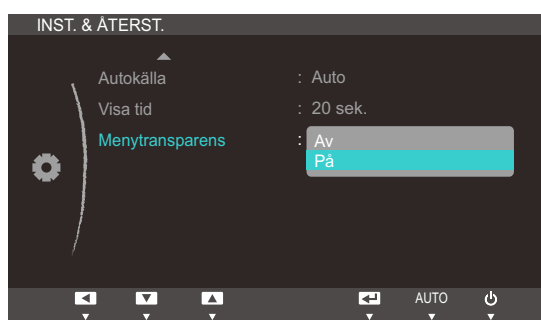 INST. & ÅTERST.
Autokälla : Auto
Visa tid : 20 sek.
Menytransparens : Av
På
AUTO